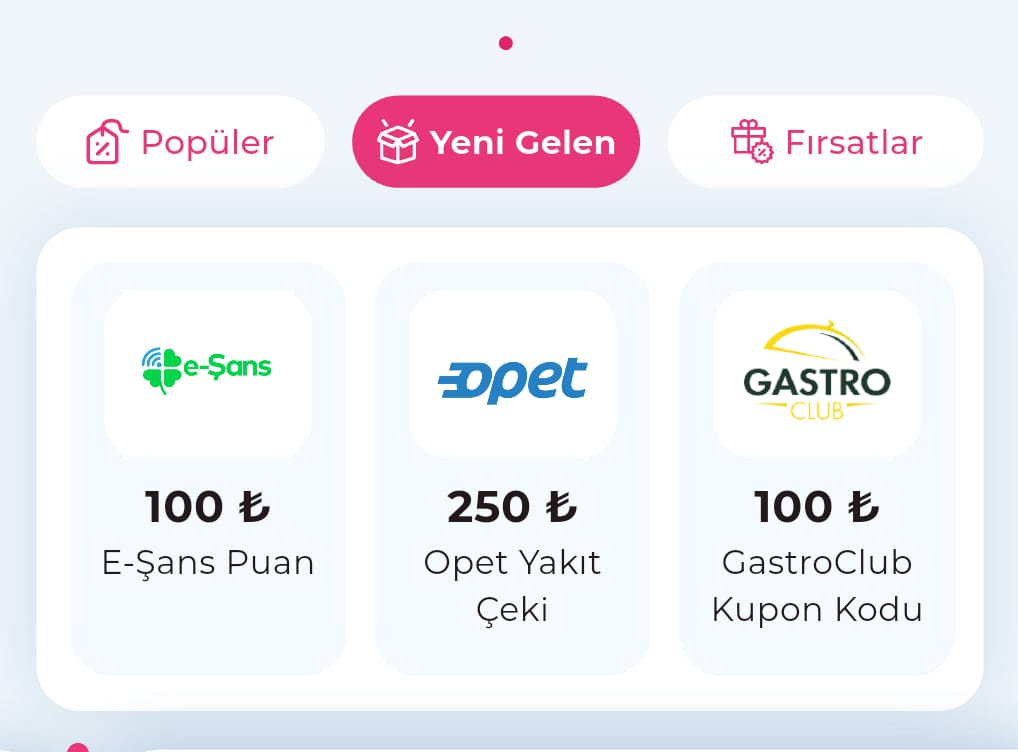 Popüler
Yeni Gelen
Fırsatlar
e-Şans
opet
GASTRO
CLUB
100 ₺
E-Şans Puan
250 ₺
Opet Yakıt
Çeki
100 ₺
GastroClub
Kupon Kodu